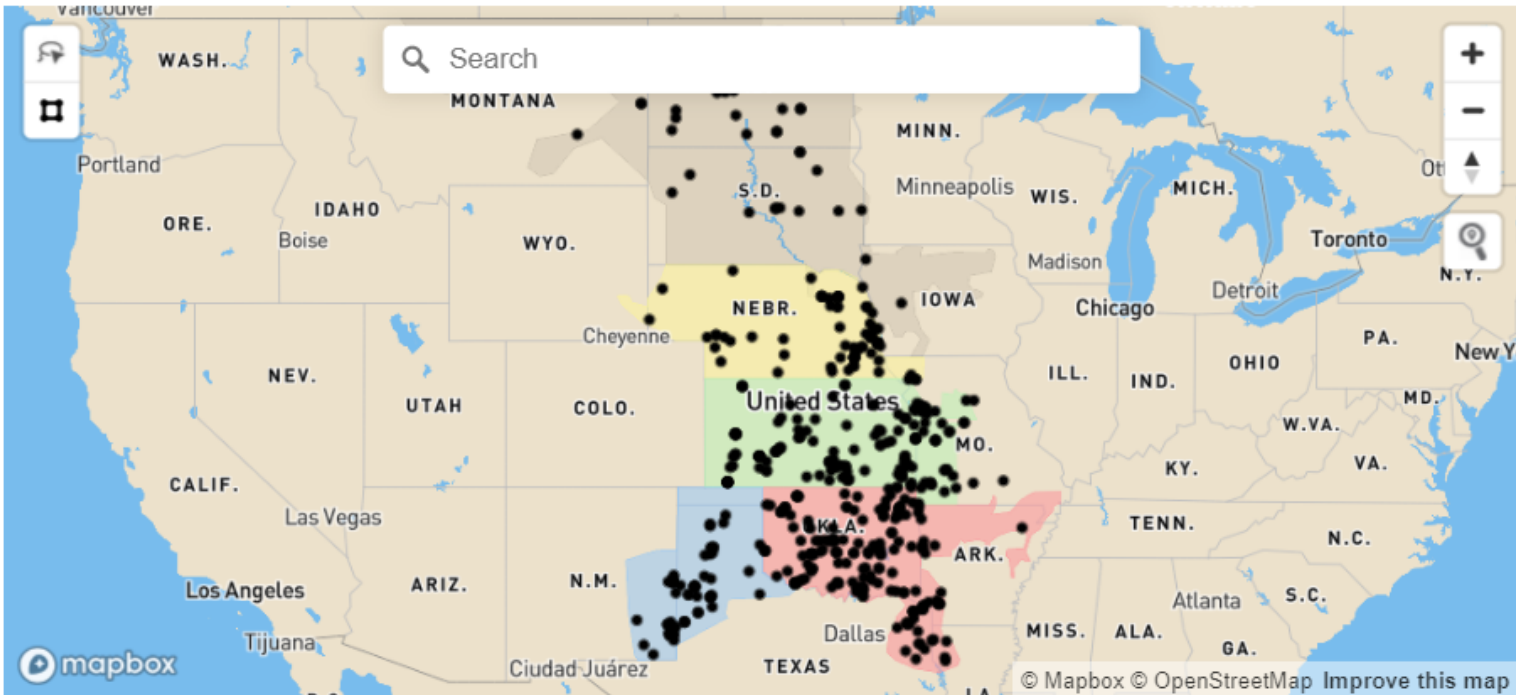 Vancouver
Search
WASH.
MONTANA
MINN.
Portland
Minneapolis
S.D.
WIS.
MICH.
ORE.
IDAHO
Boise
WYO.
Toronto
Madison
Detroit
N.Y.
Chicago
IOWA
NEBR.
Cheyenne
PA.
New Y
NEV.
ILL.
IND.
OHIO
UTAH
COLO.
United States
MD.
W.VA.
MO.
KY.
VA.
CALIF.
Las Vegas
TENN.
N.C.
KLA.
ARK.
Los Angeles
ARIZ.
N.M.
Atlanta
S.C.
Tijuana
Dallas
MISS.
ALA.
GA.
mapbox
Ciudad Juárez
TEXAS
© Mapbox © OpenStreetMap Improve this map